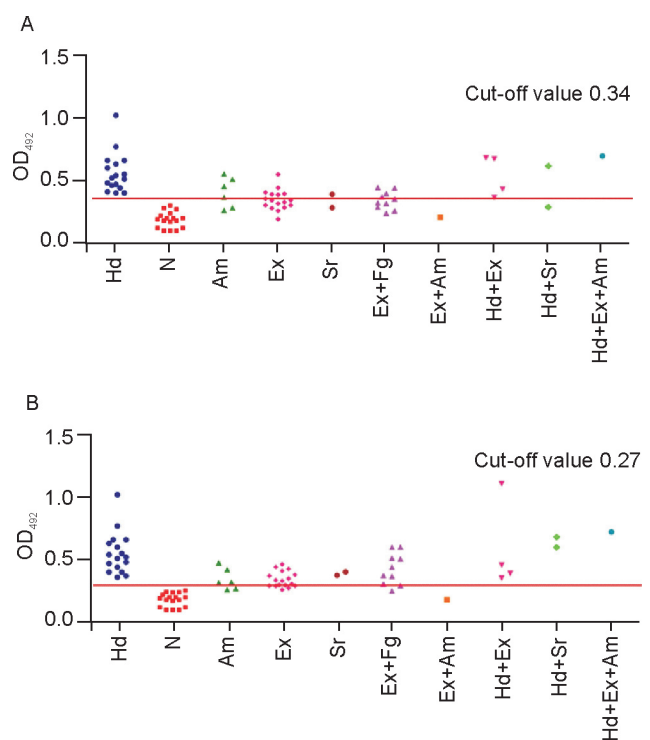 A
1.5
Cut-off value 0.34
1.0
OD492
0.5
0.0
Hd
N
Am
Ex
Sr
Ex+Fg
Ex+Am
Hd+Ex
Hd+Sr
Hd+Ex+Am
B
1.5
Cut-off value 0.27
1.0
OD492
0.5
0.0
Hd
N
Am
Ex
Sr
Ex+Fg
Ex+Am
Hd+Ex
Hd+Sr
Hd+Ex+Am